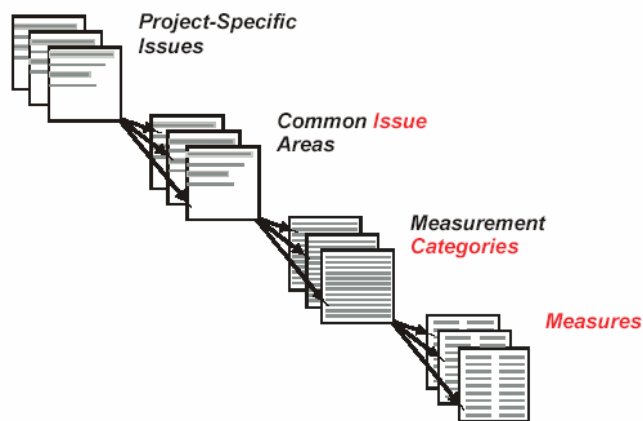 Project-Specific
Issues
Common Issue
Areas
Measurement
Categories
Measures